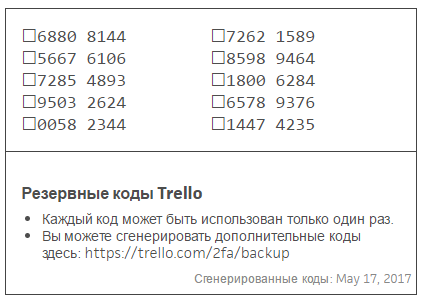 ☐6880 8144 ☐7262 1589
☐5667 6106 ☐8598 9464
☐7285 4893 ☐1800 6284
☐9503 2624 ☐6578 9376
☐0058 2344 ☐1447 4235
Резервные коды Trello
• Каждый код может быть использован только один раз.
• Вы можете сгенерировать дополнительные коды
здесь: https://trello.com/2fa/backup
Сгенерированные коды: May 17, 2017